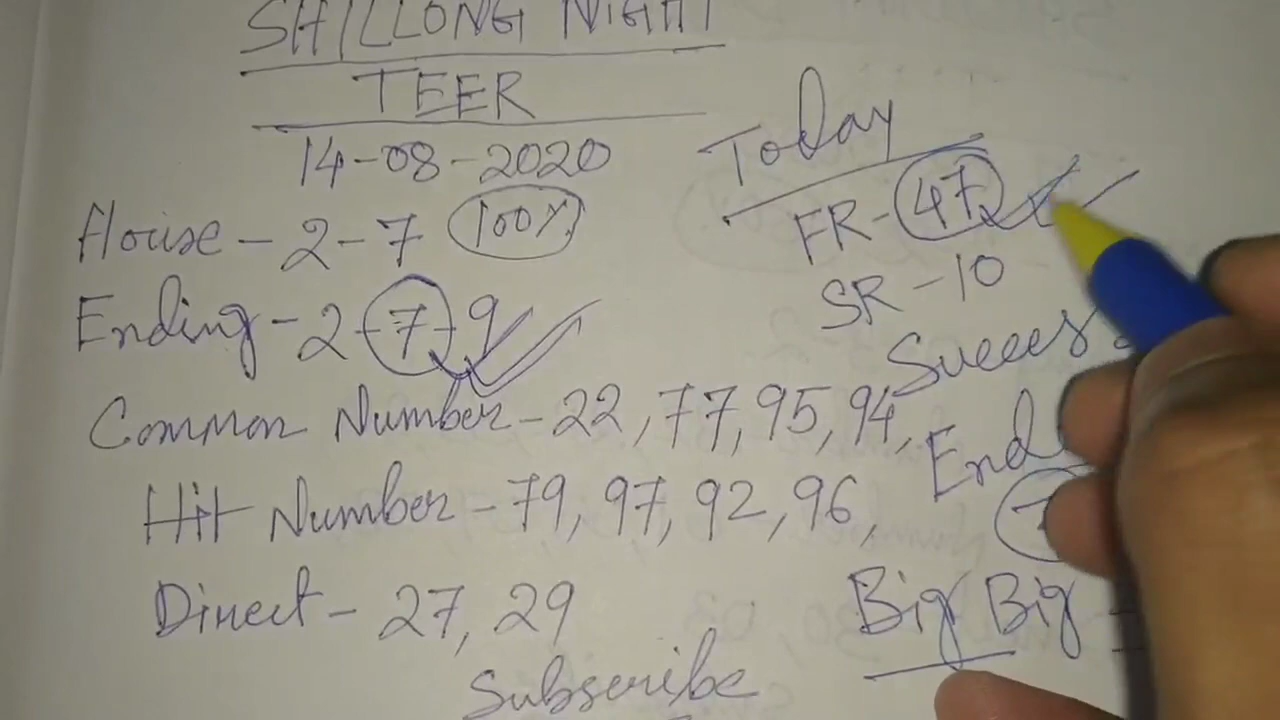 SHILLONG NIGHT
TEER
14-08-2020
House - 2-7 100%
Ending - 2-7-9
Common Number - 22, 77, 95, 94,
Hit Number - 79, 97, 92, 96,
Direct - 27, 29
Subscribe
Today
FR - 47
SR - 10
Success
Big Big